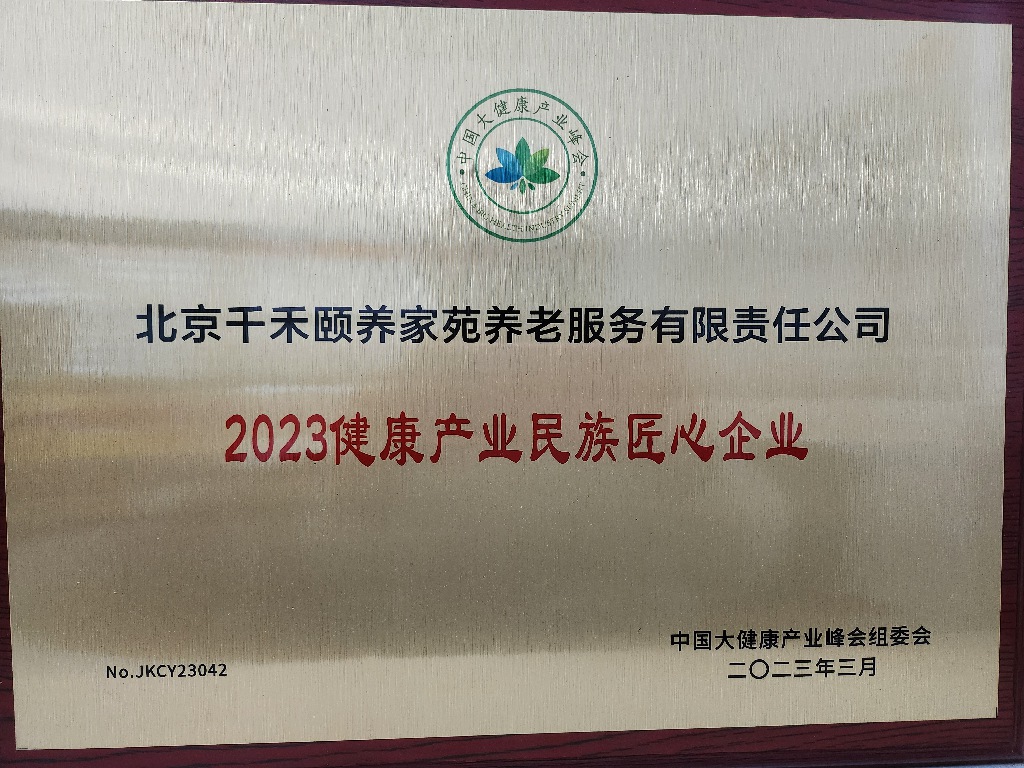 中国大健康产业峰会
北京千禾颐养家苑养老服务有限责任公司
2023健康产业民族匠心企业
中国大健康产业峰会组委会
No.JKCY23042
二〇二三年三月